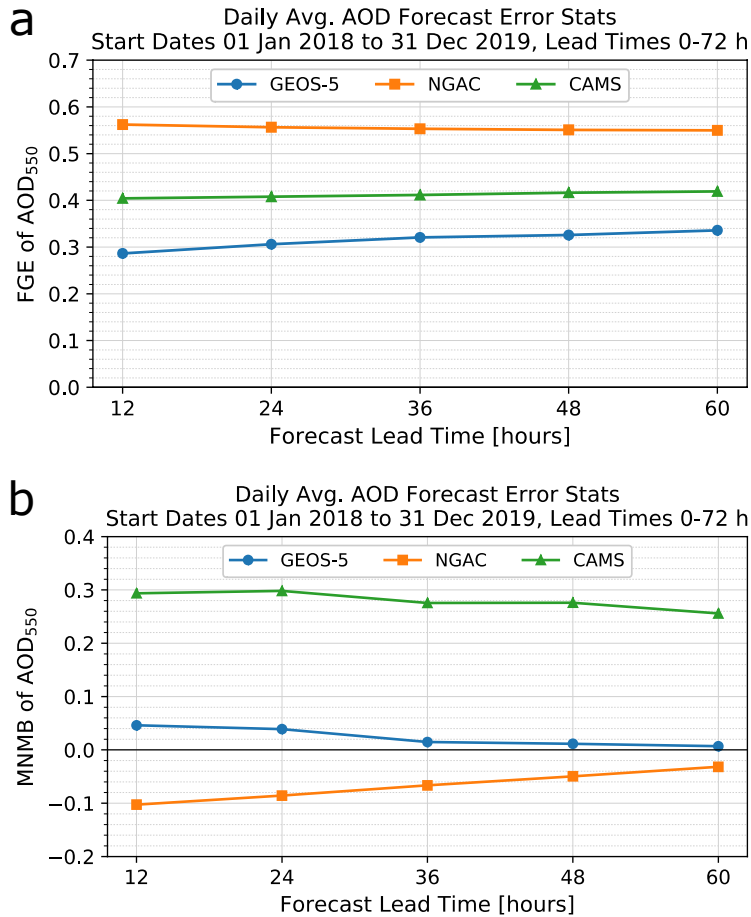 a
Daily Avg. AOD Forecast Error Stats
Start Dates 01 Jan 2018 to 31 Dec 2019, Lead Times 0-72 h
GEOS-5 NGAC CAMS
FGE of AOD₅₅₀
0.7
0.6
0.5
0.4
0.3
0.2
0.1
0.0
12 24 36 48 60
Forecast Lead Time [hours]
b
Daily Avg. AOD Forecast Error Stats
Start Dates 01 Jan 2018 to 31 Dec 2019, Lead Times 0-72 h
GEOS-5 NGAC CAMS
MNMB of AOD₅₅₀
0.4
0.3
0.2
0.1
0.0
−0.1
−0.2
12 24 36 48 60
Forecast Lead Time [hours]